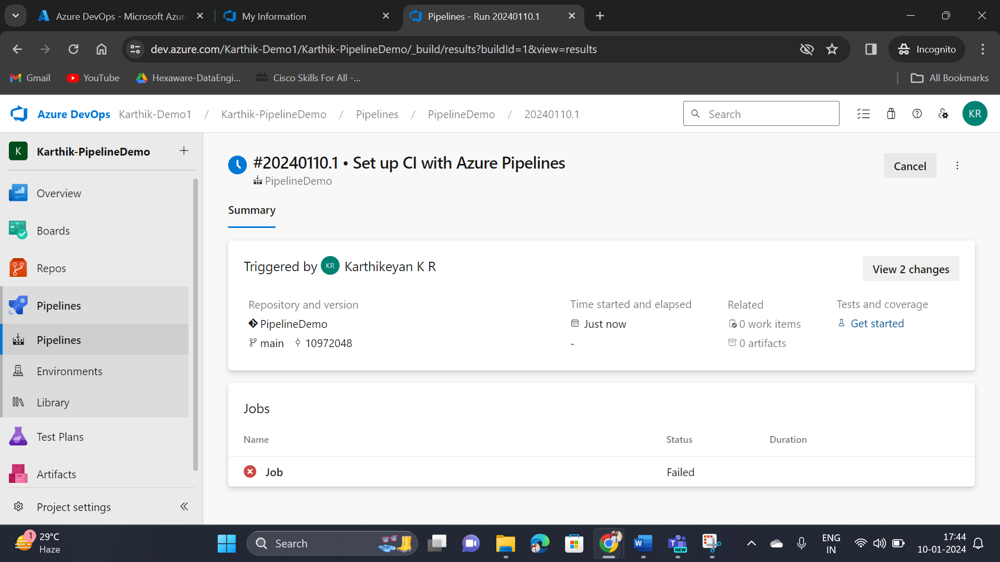 Azure DevOps - Microsoft Azure
My Information
Pipelines - Run 20240110.1
dev.azure.com/Karthik-Demo1/Karthik-PipelineDemo/_build/results?buildId=1&view=results
Incognito
Gmail
YouTube
Hexaware-DataEngi...
Cisco Skills For All -...
All Bookmarks
Azure DevOps Karthik-Demo1 / Karthik-PipelineDemo / Pipelines / PipelineDemo / 20240110.1
Search
KR
K Karthik-PipelineDemo
Overview
Boards
Repos
Pipelines
Pipelines
Environments
Library
Test Plans
Artifacts
Project settings
#20240110.1 • Set up CI with Azure Pipelines
PipelineDemo
Cancel
Summary
Triggered by KR Karthikeyan K R
View 2 changes
Repository and version
PipelineDemo
main 10972048
Time started and elapsed
Just now
-
Related
0 work items
0 artifacts
Tests and coverage
Get started
Jobs
Name Status Duration
Job Failed
1
29°C
Haze
Search
NEW
ENG
IN
17:44
10-01-2024